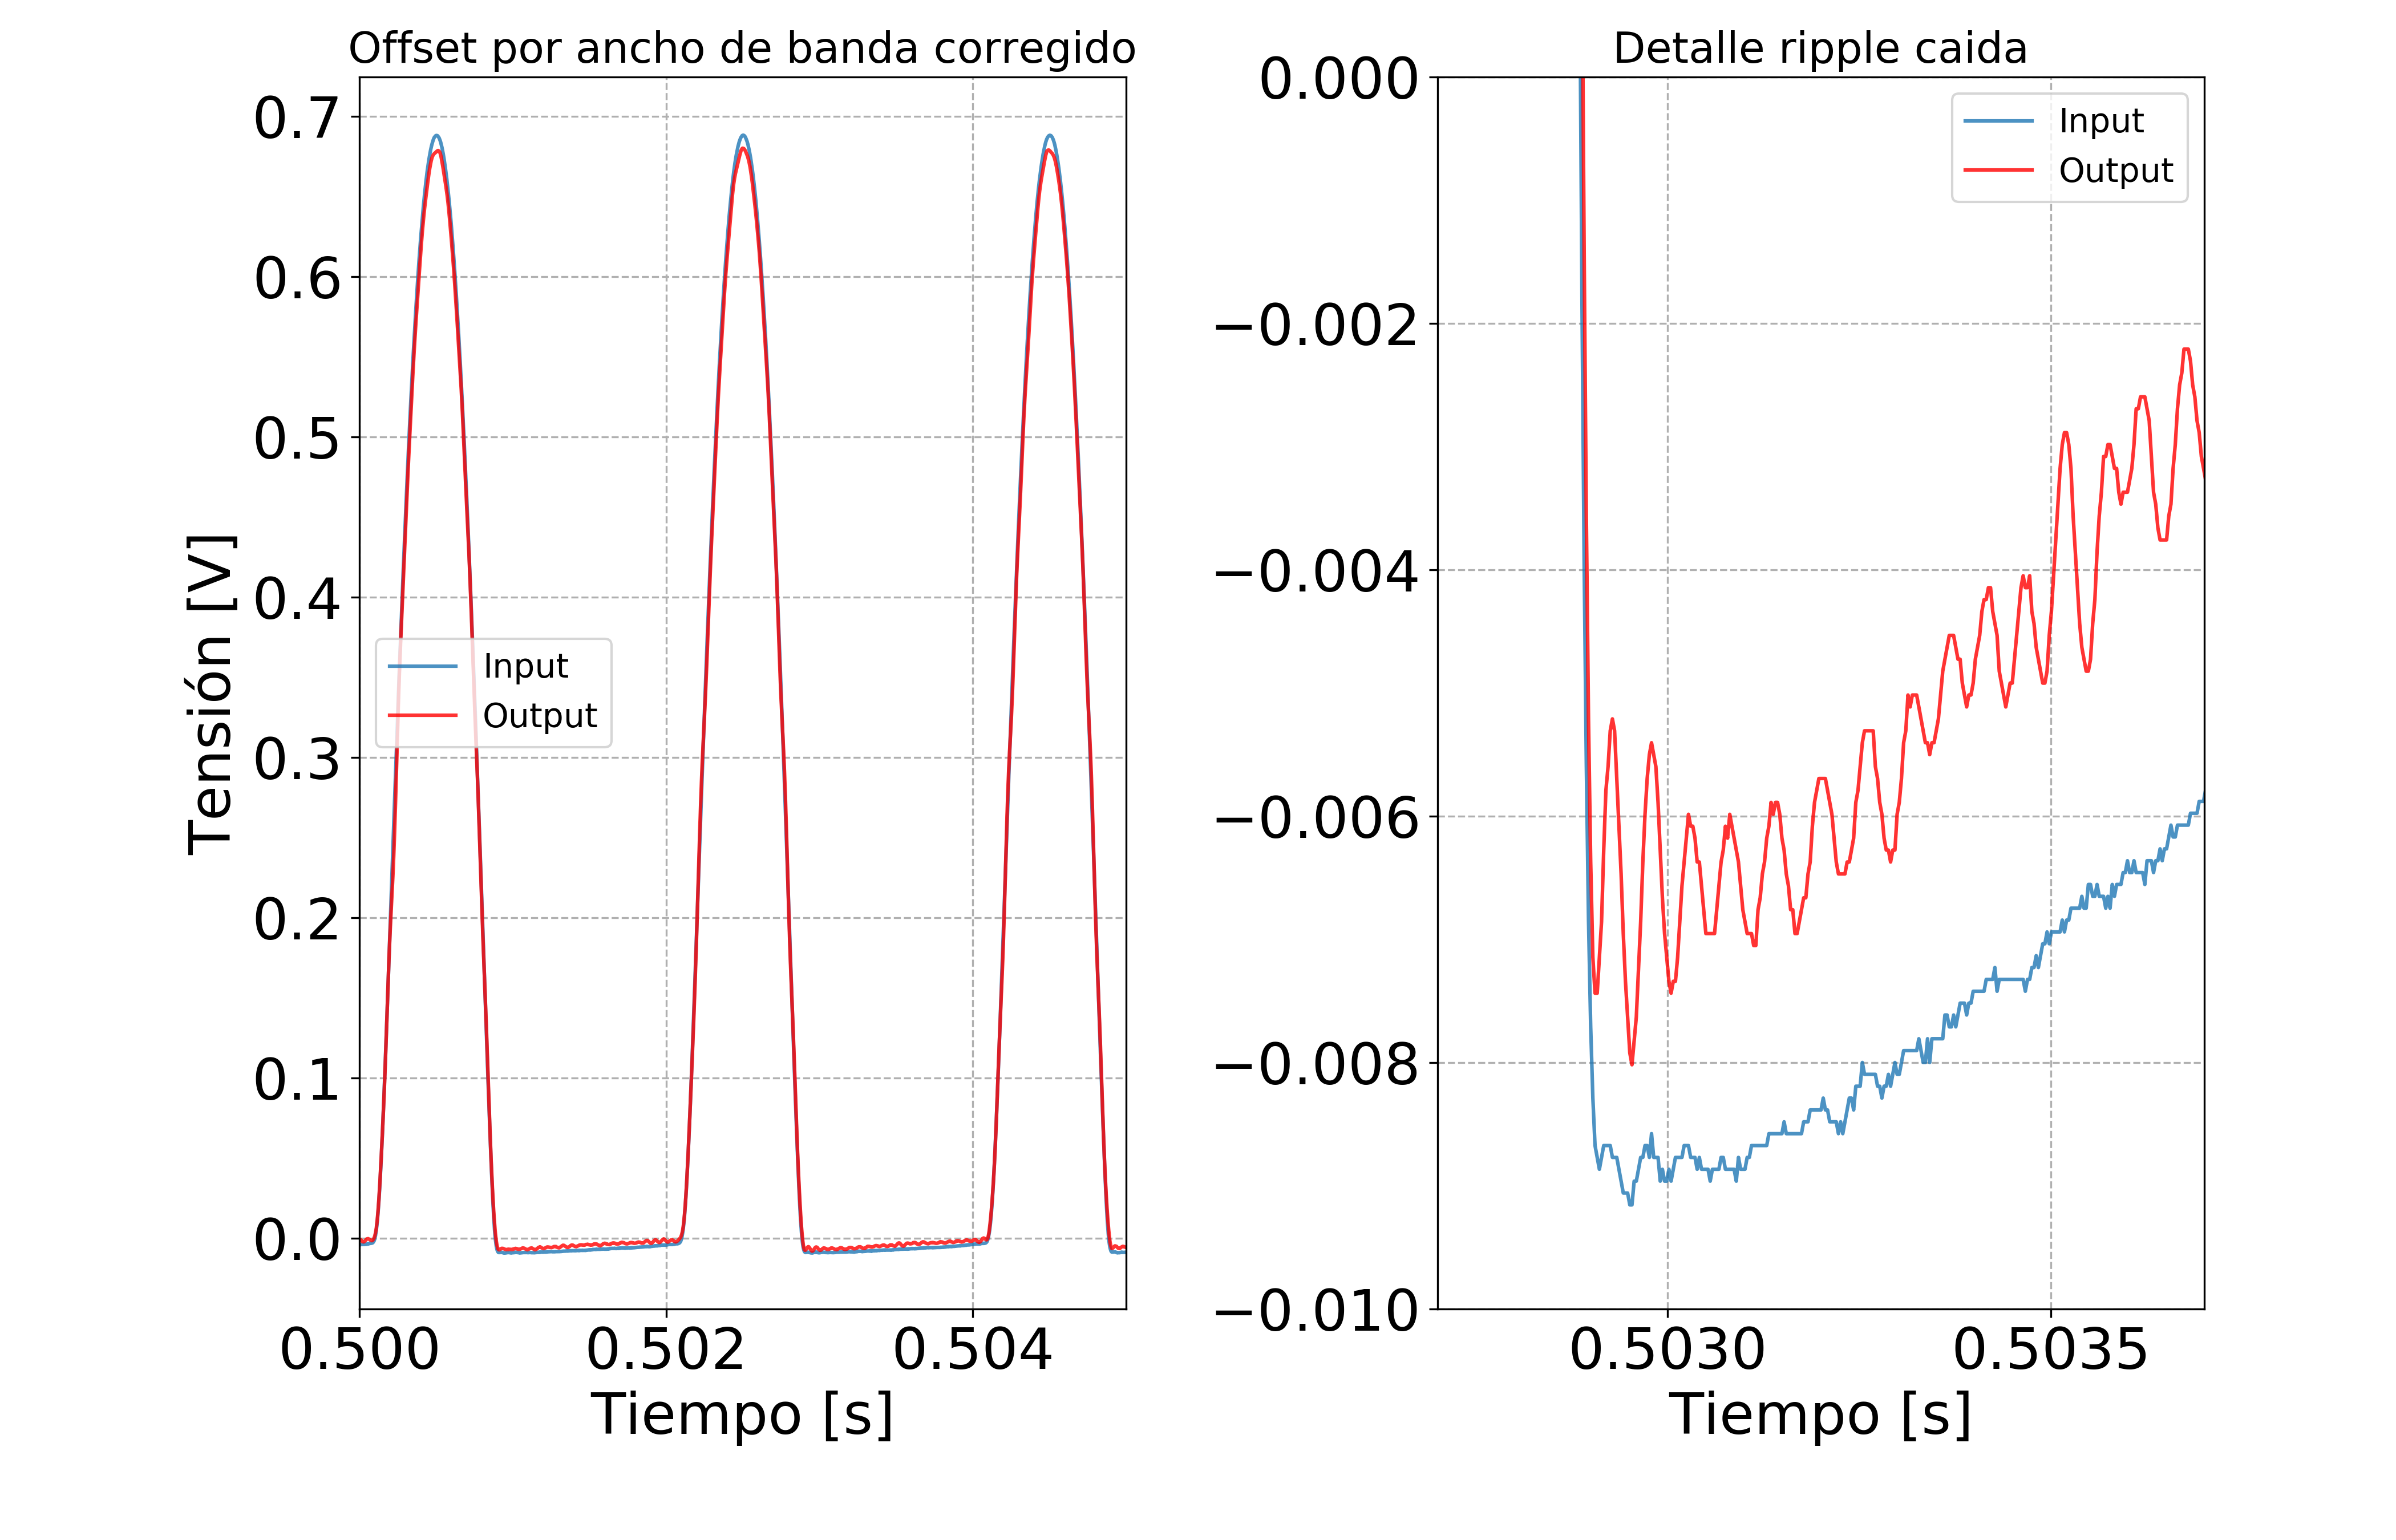 Offset por ancho de banda corregido
Tensión [V]
0.7
0.6
0.5
0.4
0.3
0.2
0.1
0.0
Input
Output
0.500 0.502 0.504
Tiempo [s]
Detalle ripple caida
0.000
−0.002
−0.004
−0.006
−0.008
−0.010
Input
Output
0.5030 0.5035
Tiempo [s]